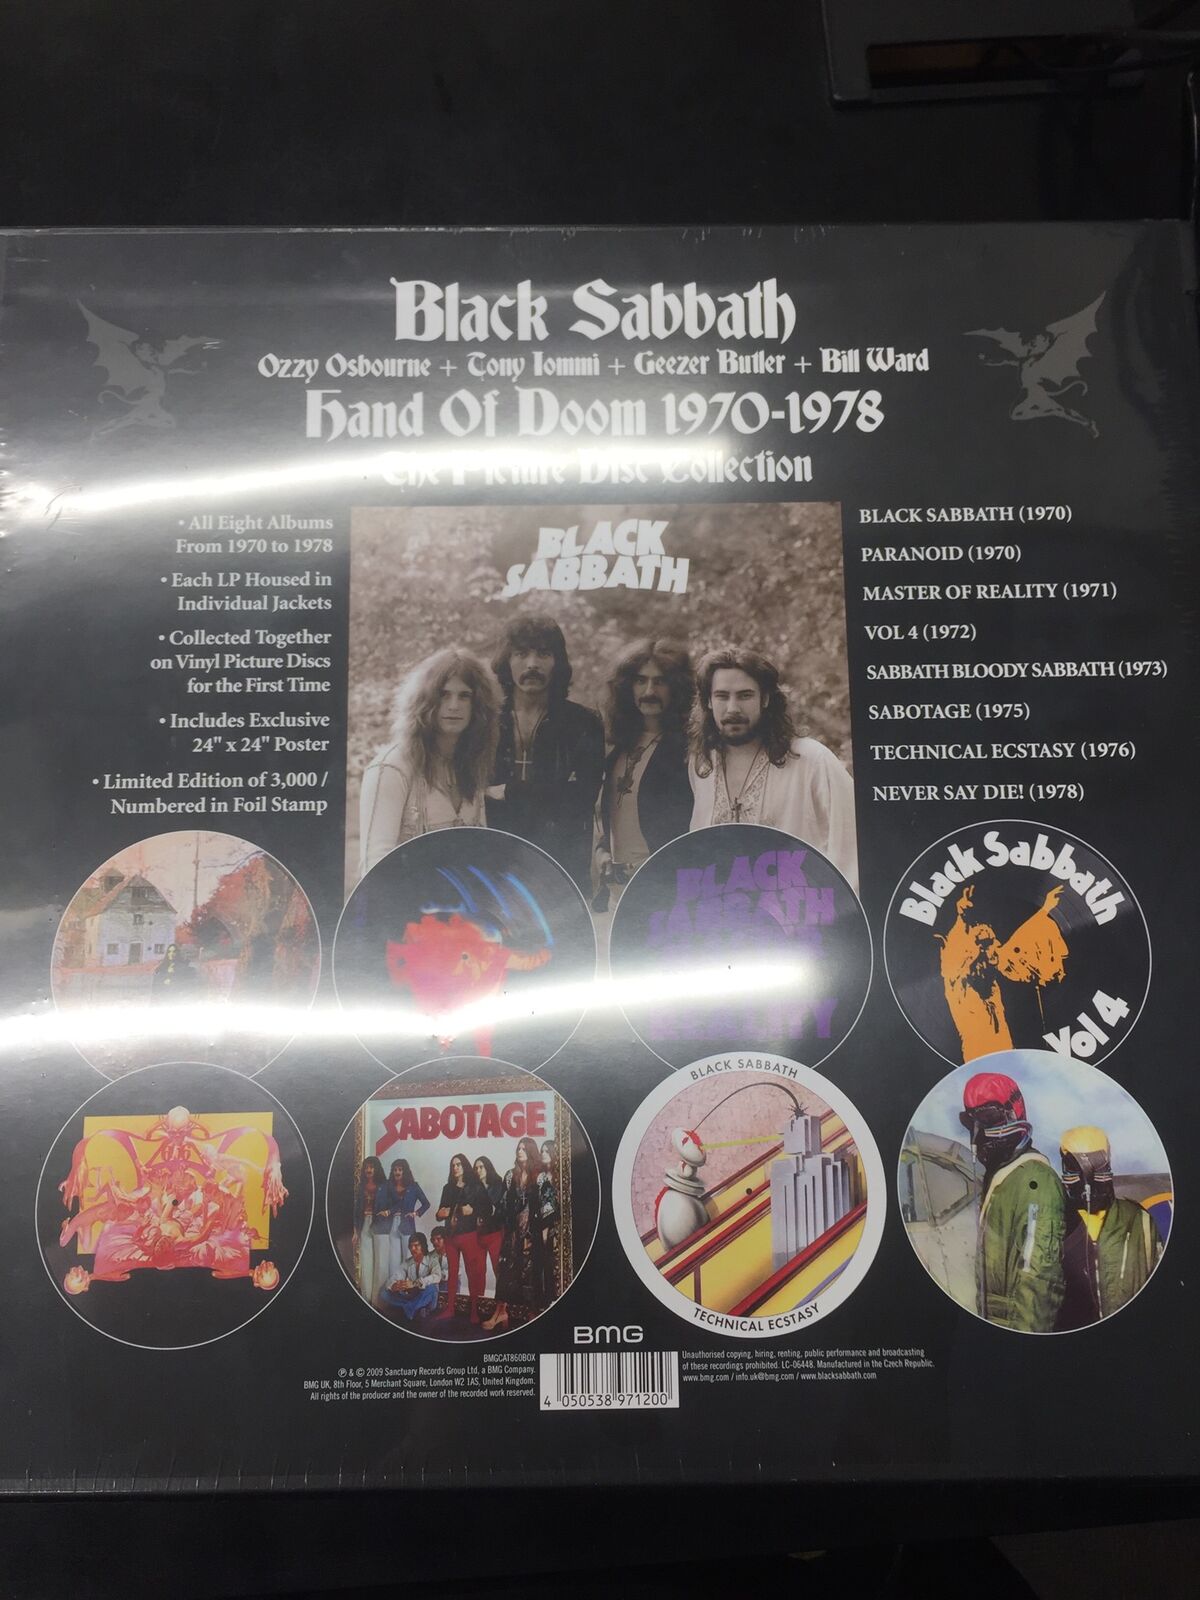 Black Sabbath
Ozzy Osbourne + Tony Iommi + Geezer Butler + Bill Ward
Hand Of Doom 1970-1978
The Picture Disc Collection
• All Eight Albums
From 1970 to 1978
• Each LP Housed in
Individual Jackets
• Collected Together
on Vinyl Picture Discs
for the First Time
• Includes Exclusive
24" x 24" Poster
• Limited Edition of 3,000 /
Numbered in Foil Stamp
BLACK
SABBATH
BLACK SABBATH (1970)
PARANOID (1970)
MASTER OF REALITY (1971)
VOL 4 (1972)
SABBATH BLOODY SABBATH (1973)
SABOTAGE (1975)
TECHNICAL ECSTASY (1976)
NEVER SAY DIE! (1978)
BLACK
SABBATH
REALITY
Black Sabbath
Vol 4
SABOTAGE
BLACK SABBATH
TECHNICAL ECSTASY
BMG
BMGCAT860BOX
℗ & © 2009 Sanctuary Records Group Ltd, a BMG Company.
BMG UK, 8th Floor, 5 Merchant Square, London W2 1AS, United Kingdom.
All rights of the producer and the owner of the recorded work reserved.
4 050538 971200
Unauthorised copying, hiring, renting, public performance and broadcasting
of these recordings prohibited. LC-06448. Manufactured in the Czech Republic.
www.bmg.com / info.uk@bmg.com / www.blacksabbath.com